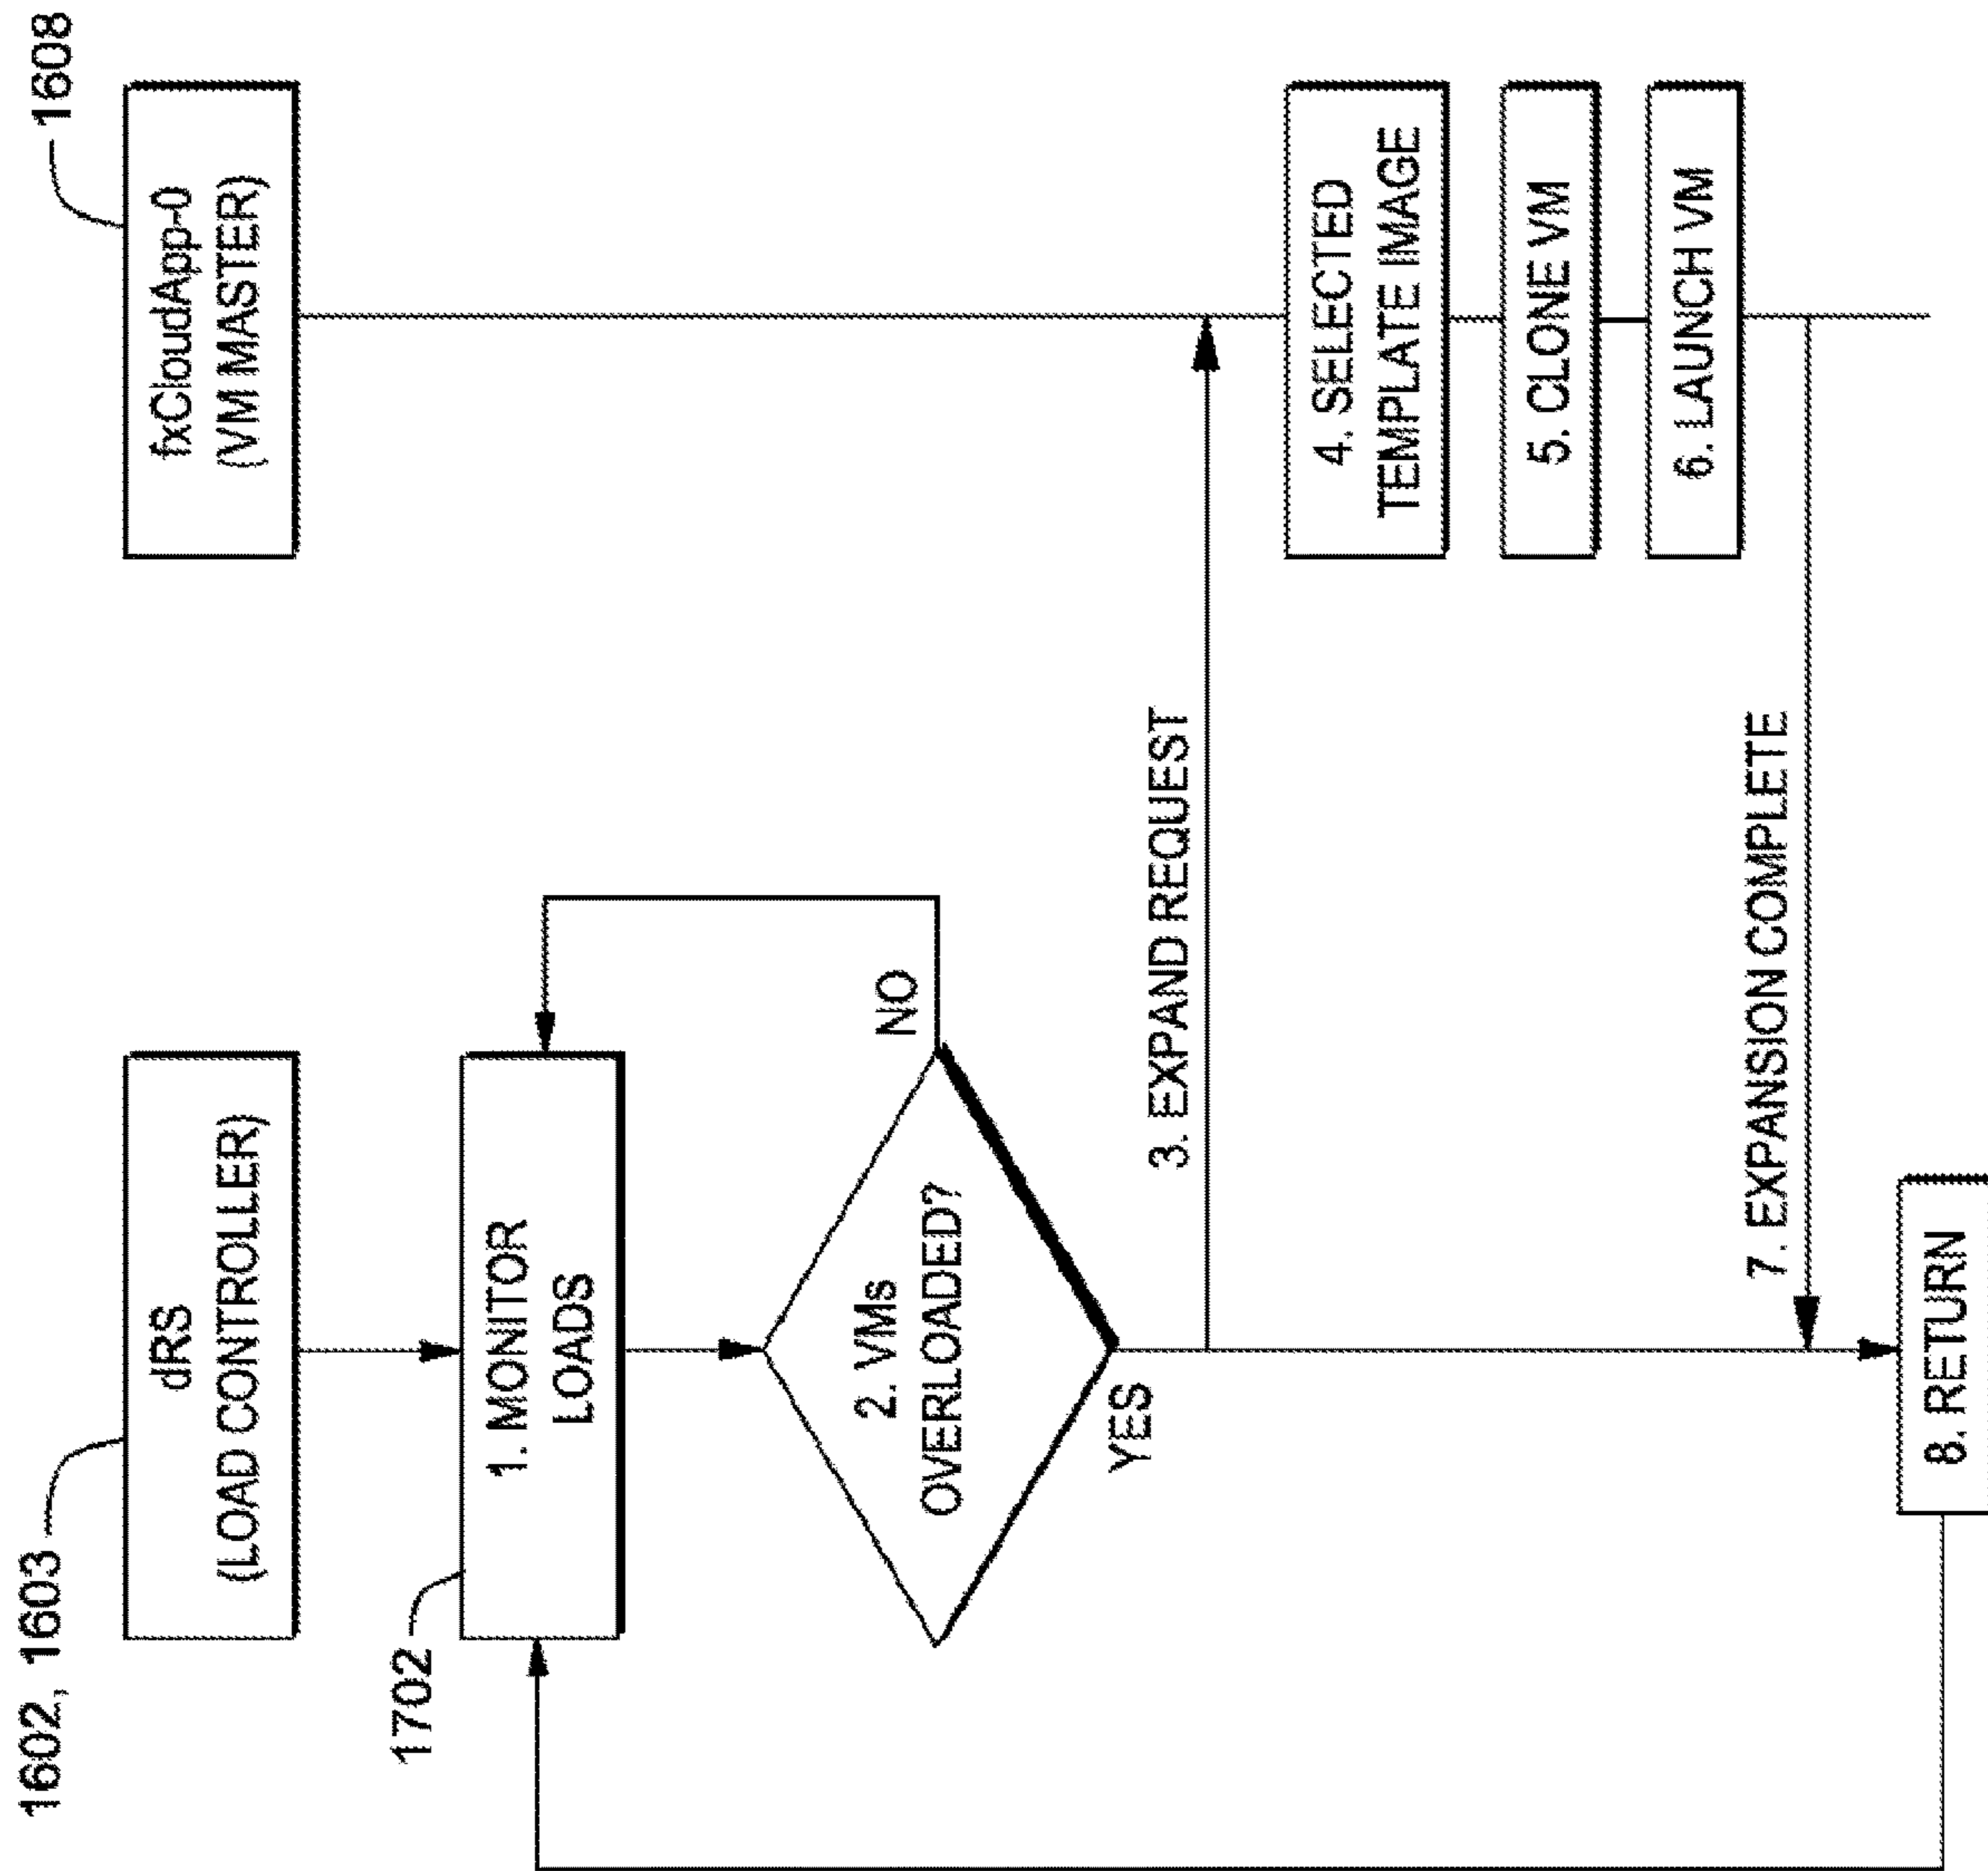 1602, 1603
dRS
(LOAD CONTROLLER)
1608
fxCloudApp-0
(VM MASTER)
1702
1. MONITOR
LOADS
2. VMs
OVERLOADED?
NO
YES
3. EXPAND REQUEST
4. SELECTED
TEMPLATE IMAGE
5. CLONE VM
6. LAUNCH VM
7. EXPANSION COMPLETE
8. RETURN